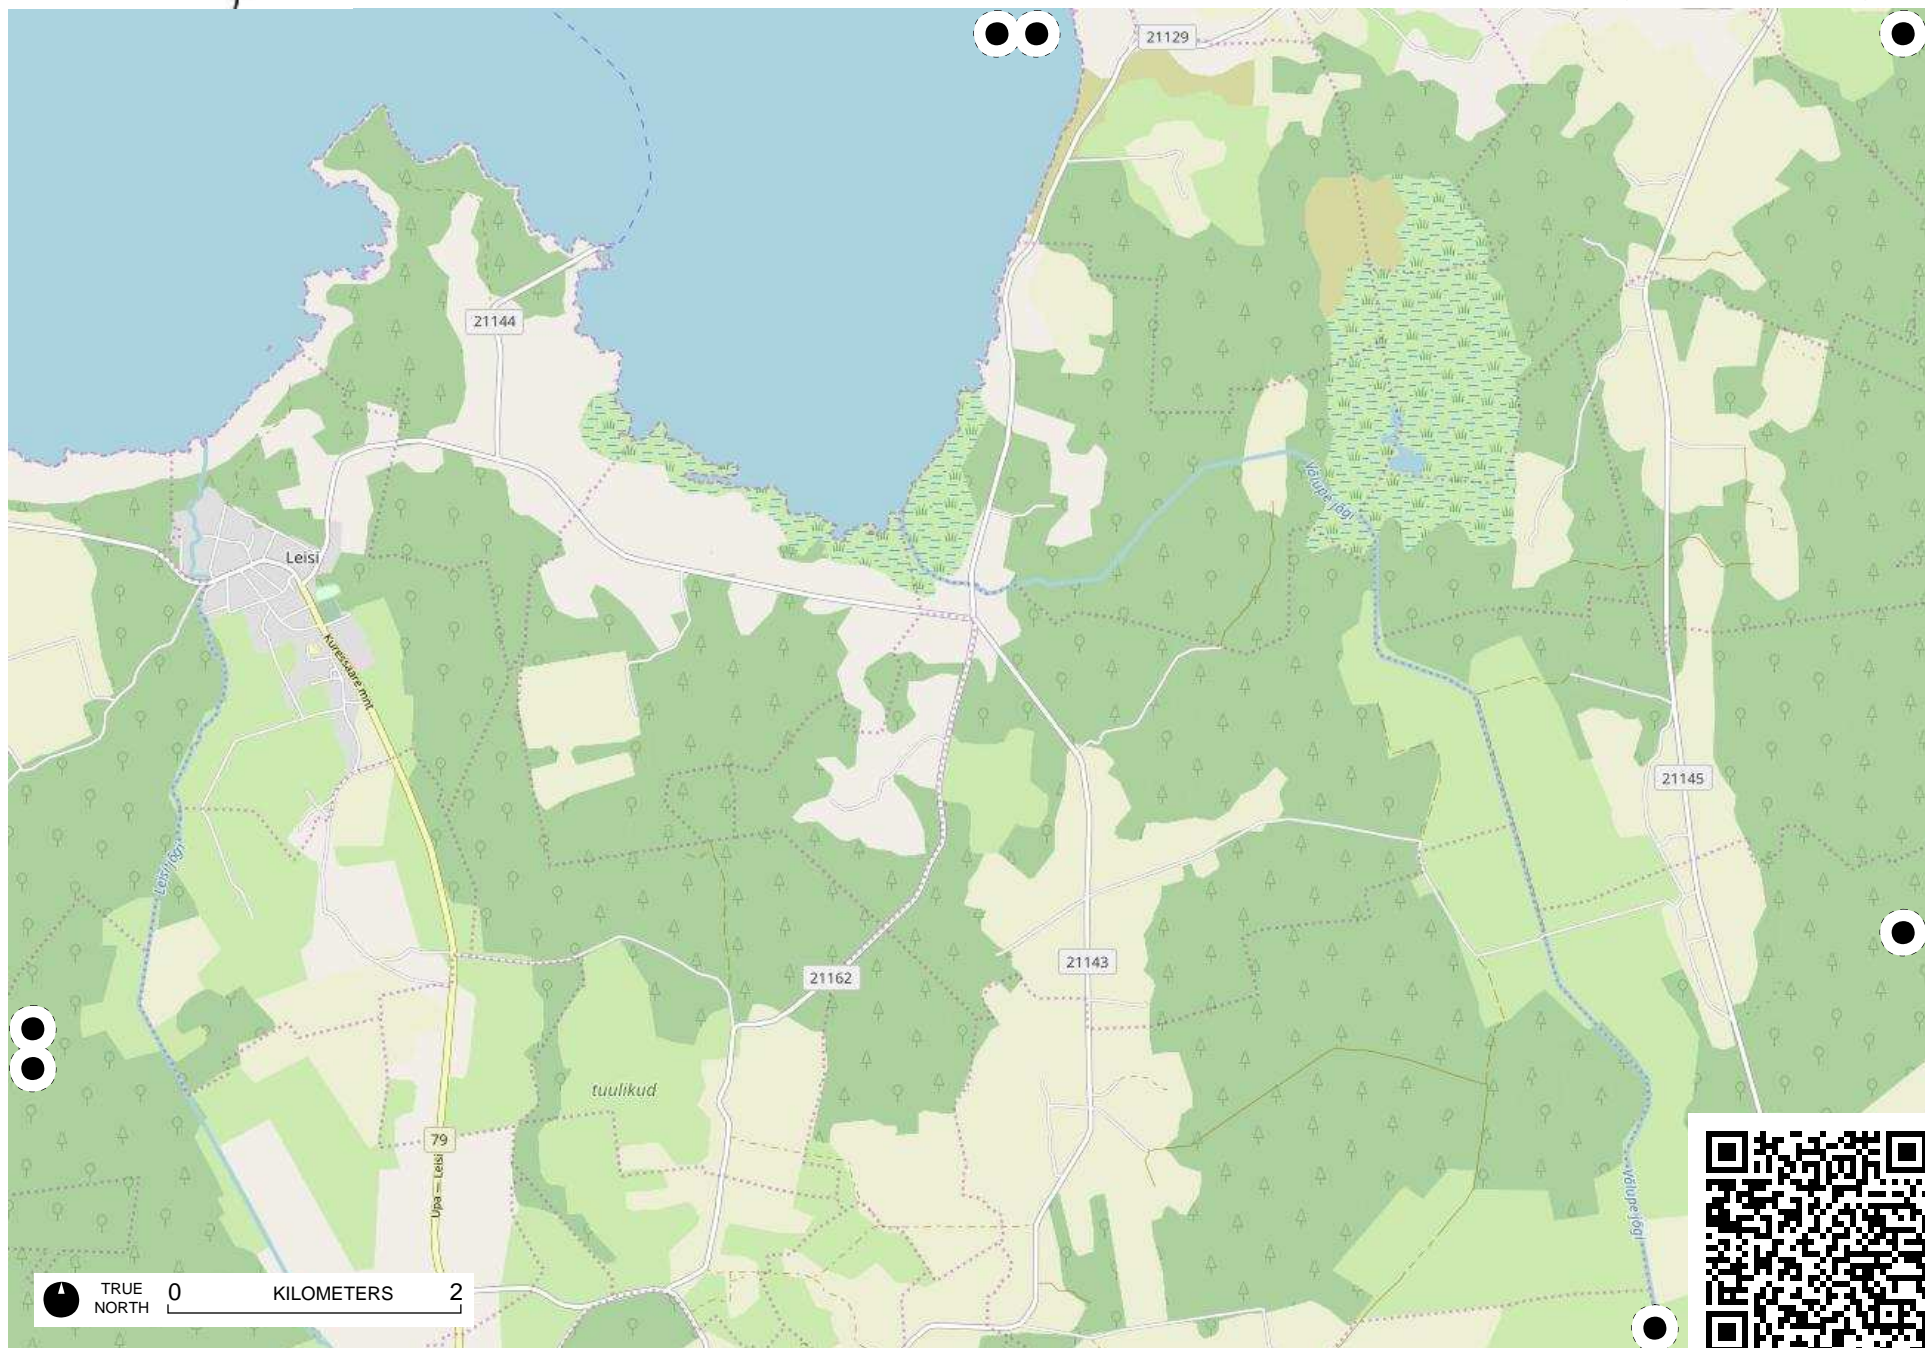 21129
21144
Võlupe jõgi
Leisi
Kuressaare mnt
21145
Leisi jõgi
21143
21162
tuulikud
79
Upa — Leisi
Võlupe jõgi
TRUE NORTH
0 KILOMETERS 2